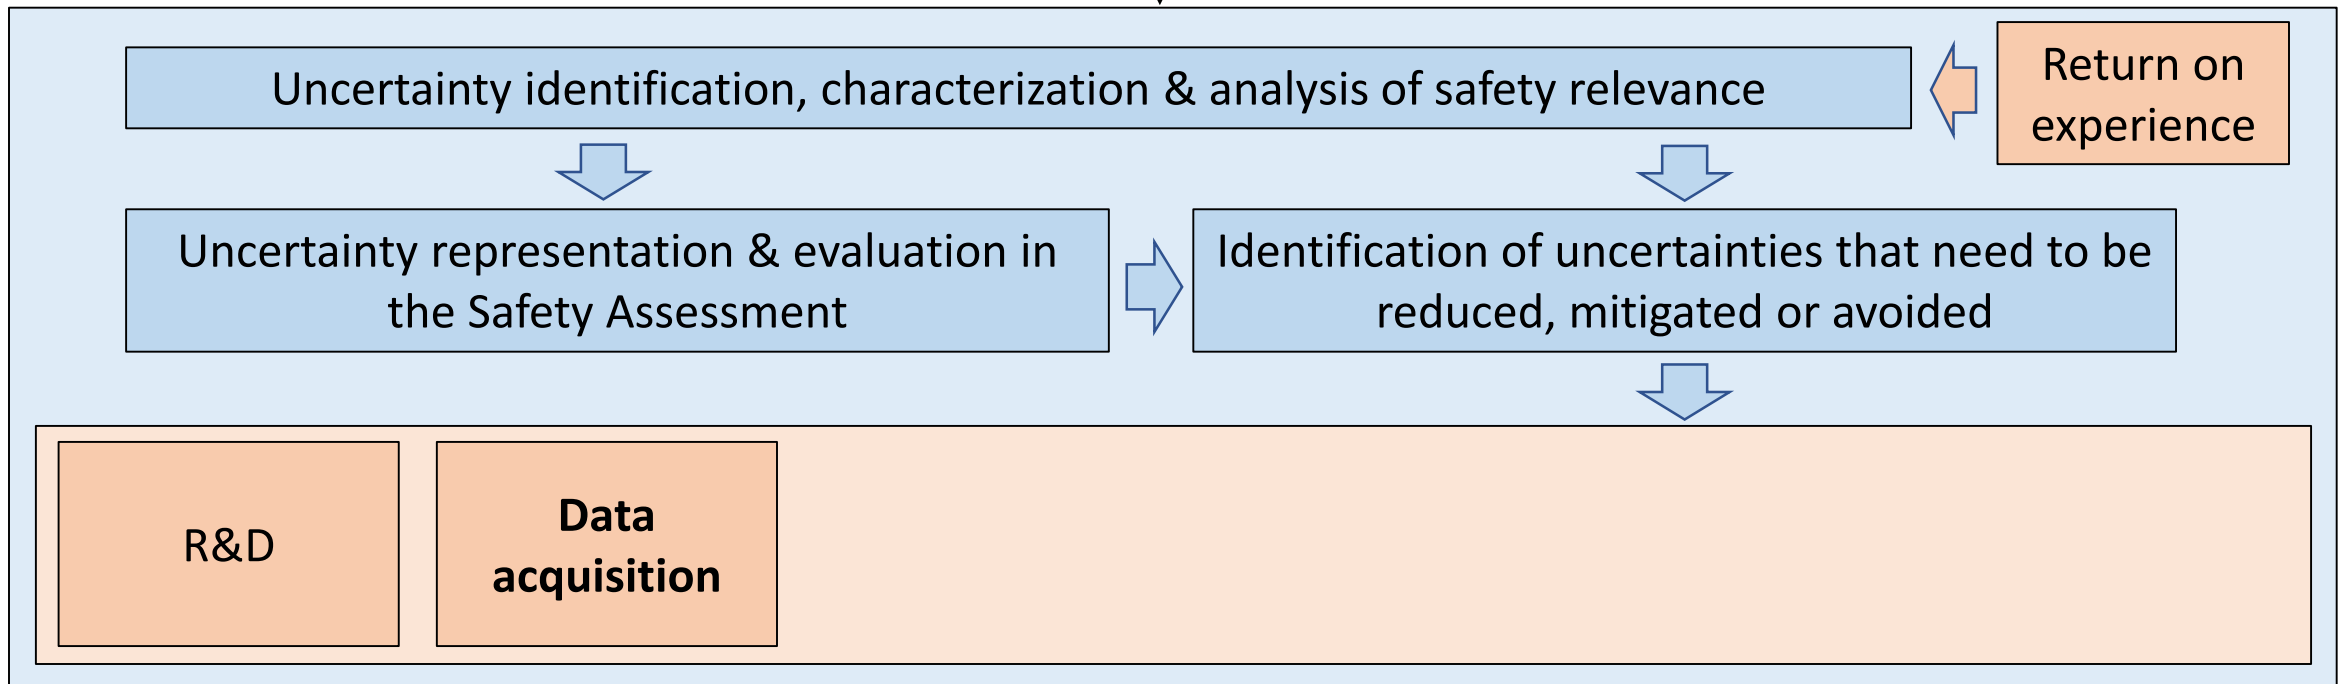 Uncertainty identification, characterization & analysis of safety relevance
Return on
experience
Uncertainty representation & evaluation in
the Safety Assessment
Identification of uncertainties that need to be
reduced, mitigated or avoided
R&D
Data
acquisition